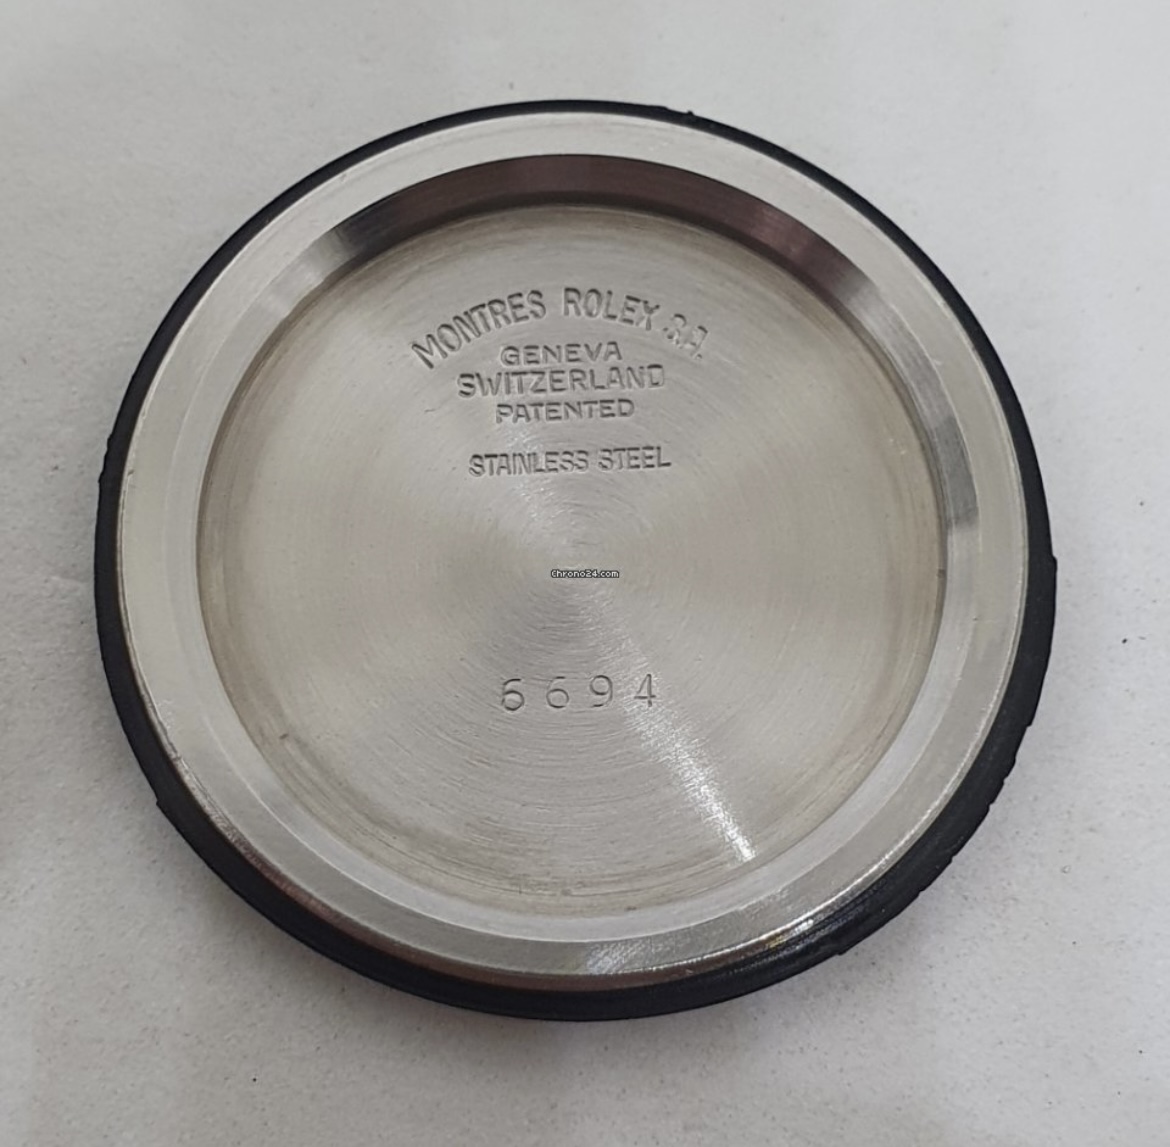 MONTRES ROLEX S.A.
GENEVA
SWITZERLAND
PATENTED
STAINLESS STEEL
Chrono24.com
6694